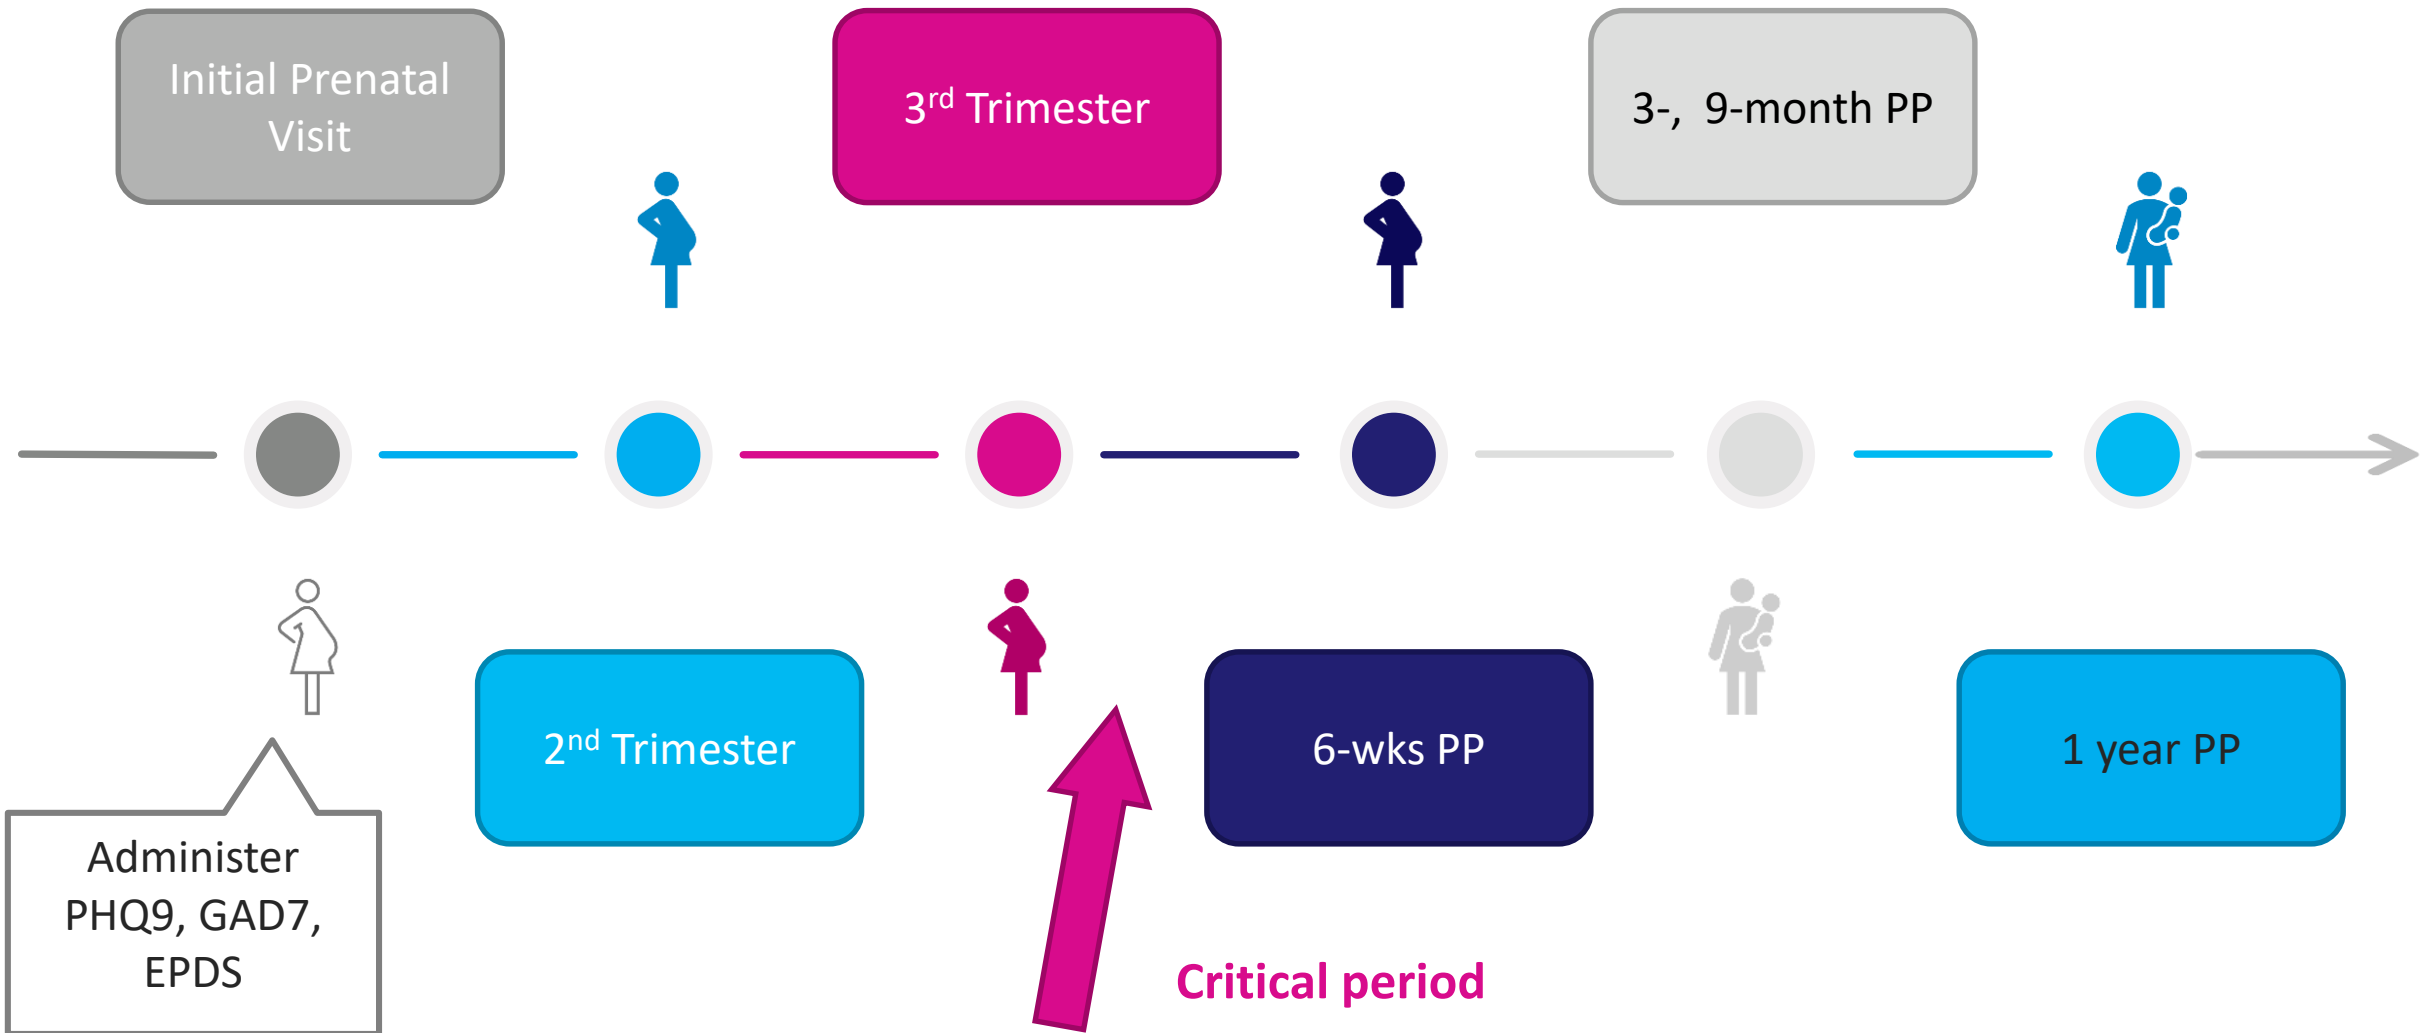 Initial Prenatal
Visit
3rd Trimester
3-, 9-month PP
2nd Trimester
6-wks PP
1 year PP
Administer
PHQ9, GAD7,
EPDS
Critical period